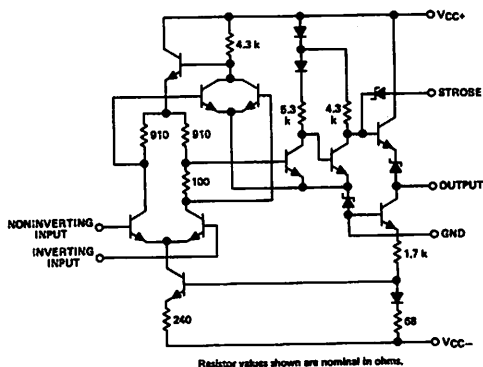 VCC+
4.3 k
STROBE
5.3 k
4.3 k
910
910
100
OUTPUT
NONINVERTING INPUT
GND
INVERTING INPUT
1.7 k
240
68
VCC−
Resistor values shown are nominal in ohms.